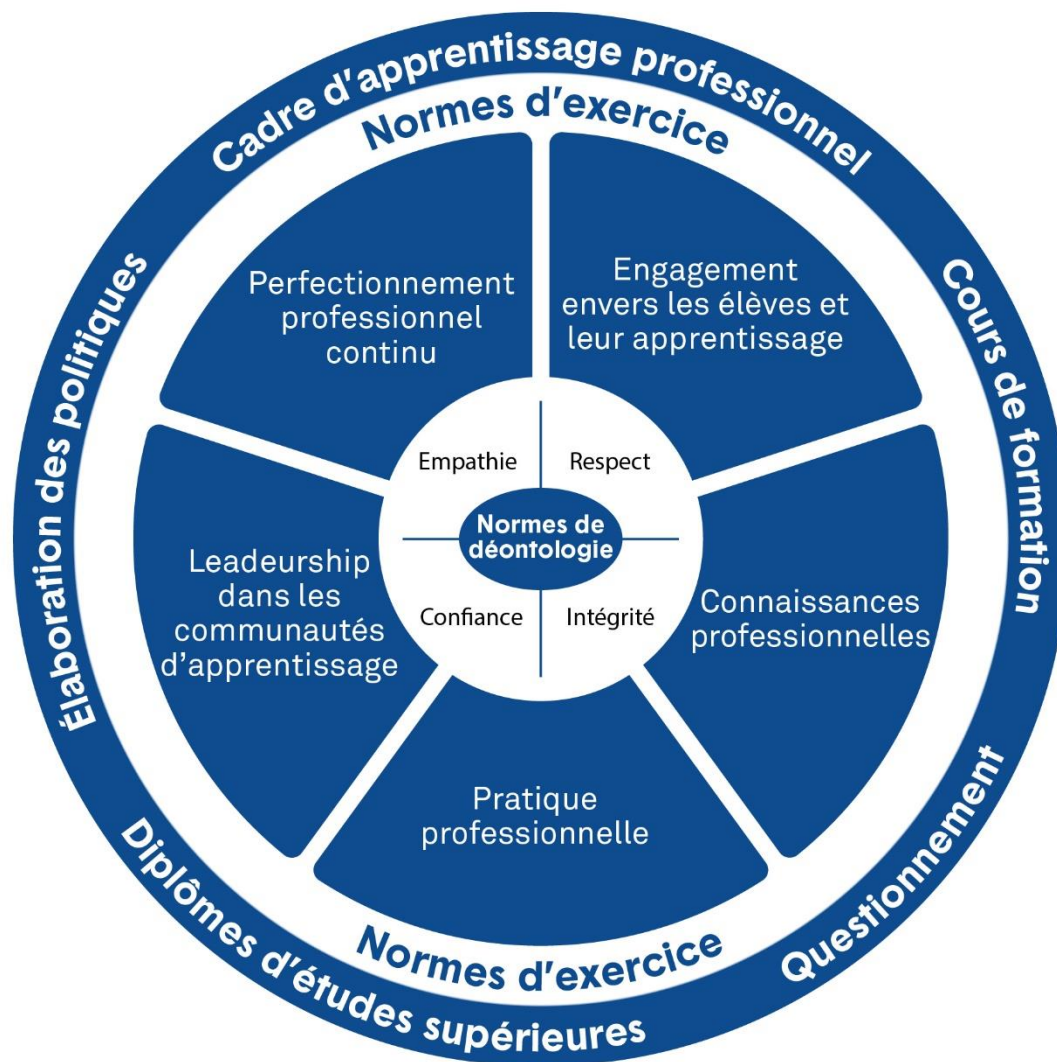 Cadre d'apprentissage professionnel
Cours de formation
Questionnement
Diplômes d'études supérieures
Élaboration des politiques
Normes d'exercice
Engagement
envers les élèves et
leur apprentissage
Connaissances
professionnelles
Pratique
professionnelle
Leadeurship
dans les
communautés
d'apprentissage
Perfectionnement
professionnel
continu
Normes d'exercice
Empathie
Respect
Normes de
déontologie
Confiance
Intégrité